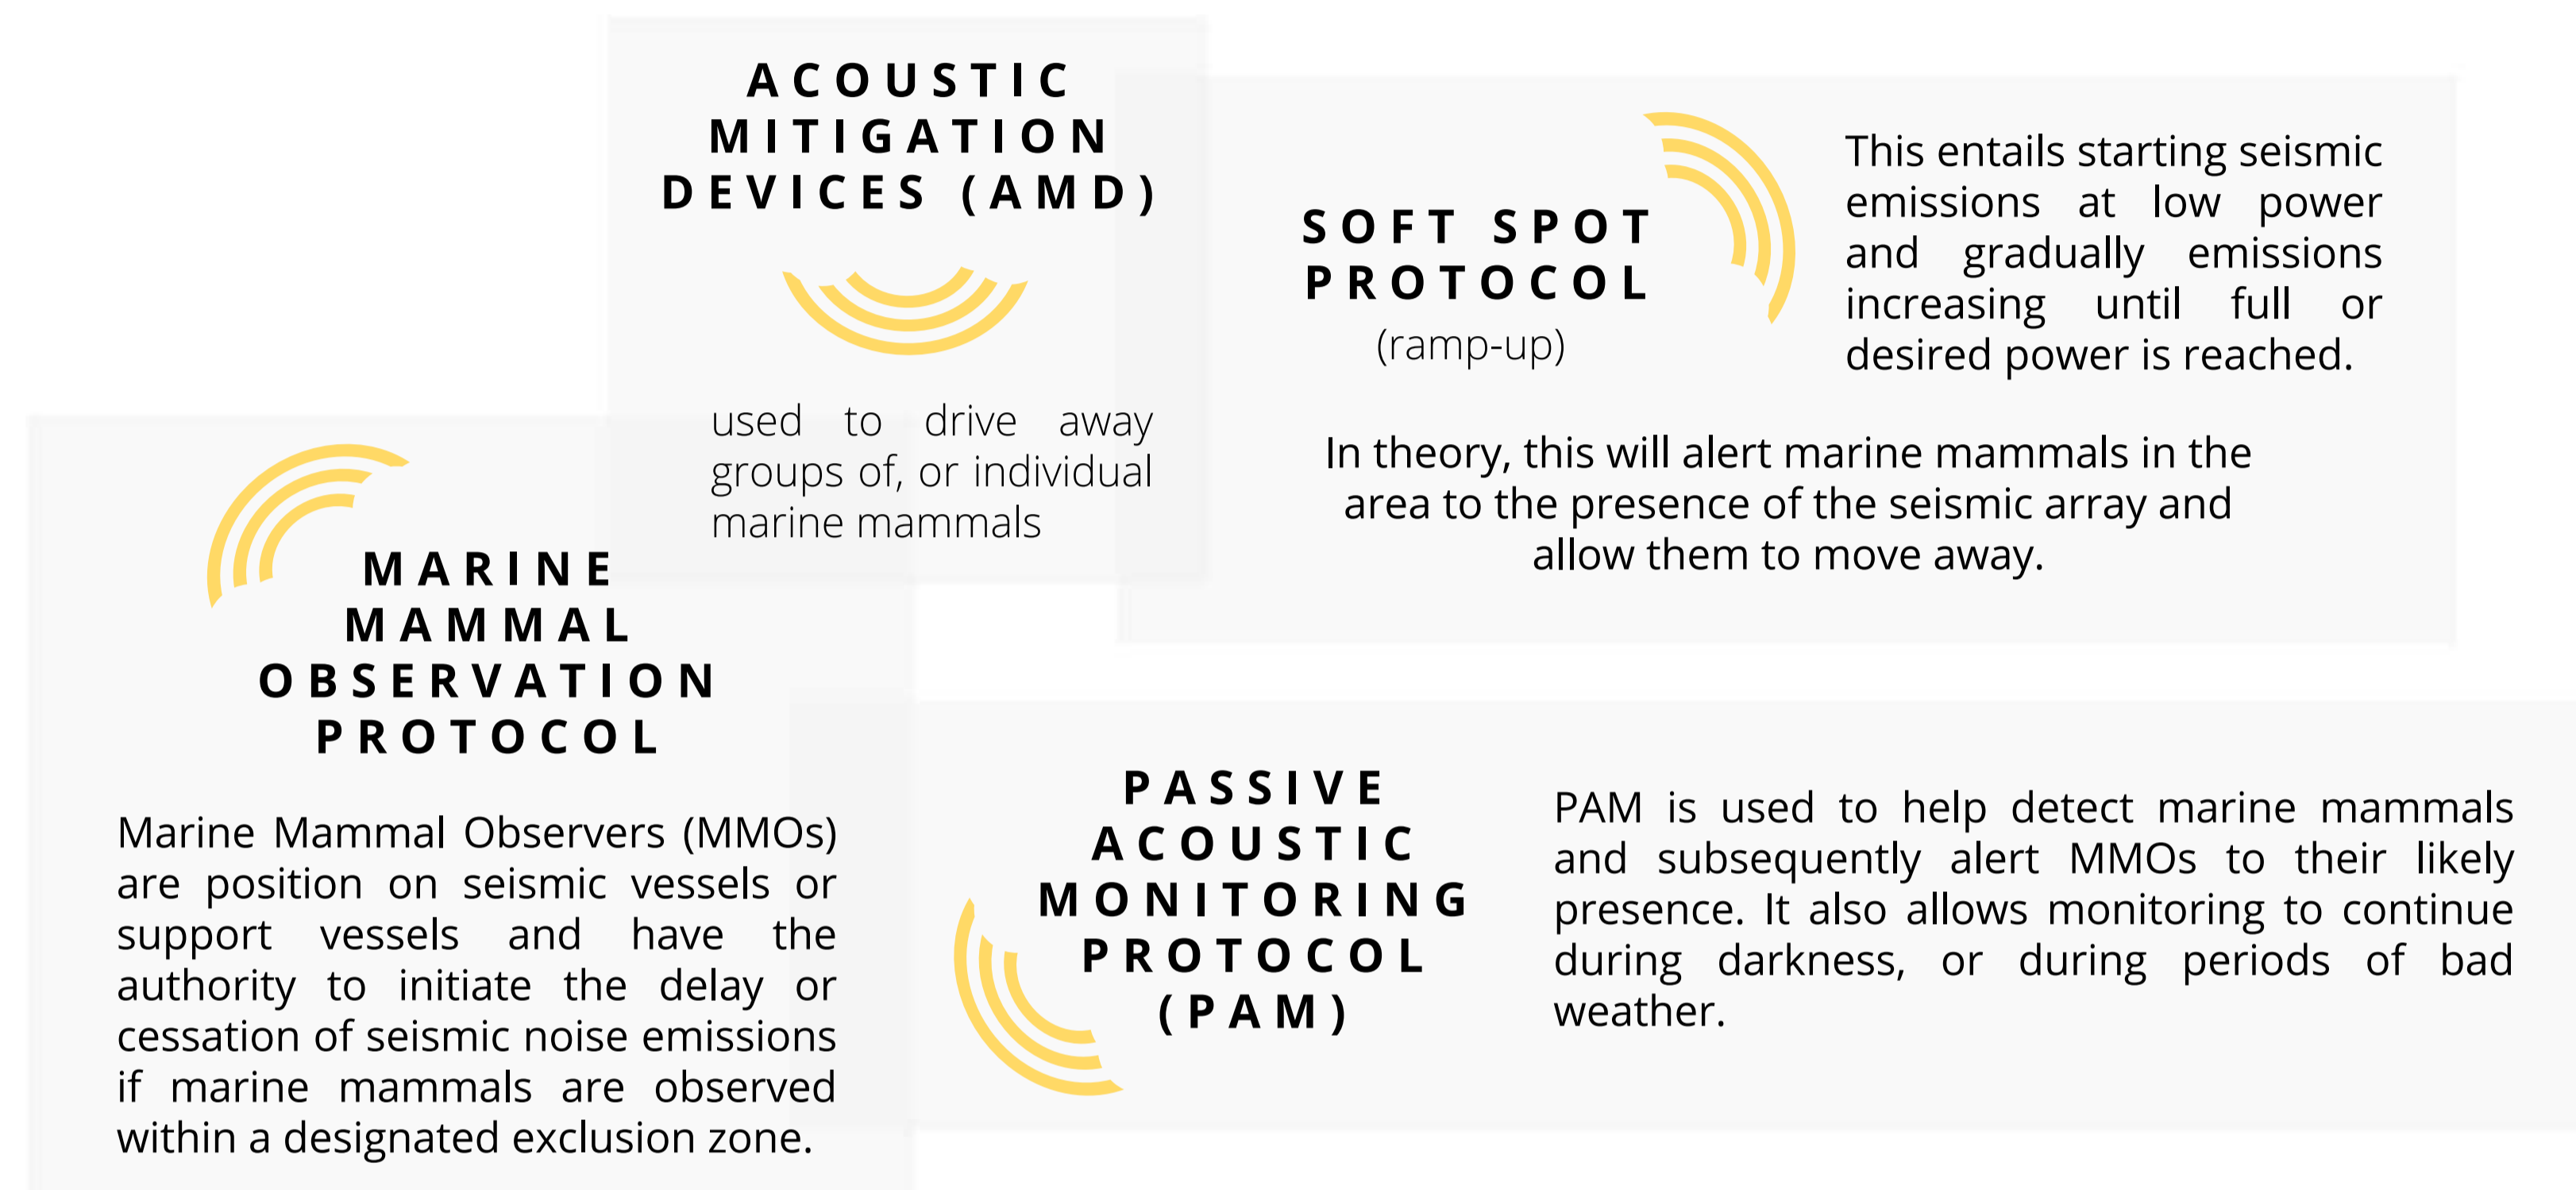 ACOUSTIC
MITIGATION
DEVICES (AMD)
used to drive away
groups of, or individual
marine mammals
SOFT SPOT
PROTOCOL
(ramp-up)
This entails starting seismic
emissions at low power
and gradually emissions
increasing until full or
desired power is reached.
In theory, this will alert marine mammals in the
area to the presence of the seismic array and
allow them to move away.
MARINE
MAMMAL
OBSERVATION
PROTOCOL
Marine Mammal Observers (MMOs)
are position on seismic vessels or
support vessels and have the
authority to initiate the delay or
cessation of seismic noise emissions
if marine mammals are observed
within a designated exclusion zone.
PASSIVE
ACOUSTIC
MONITORING
PROTOCOL
(PAM)
PAM is used to help detect marine mammals
and subsequently alert MMOs to their likely
presence. It also allows monitoring to continue
during darkness, or during periods of bad
weather.